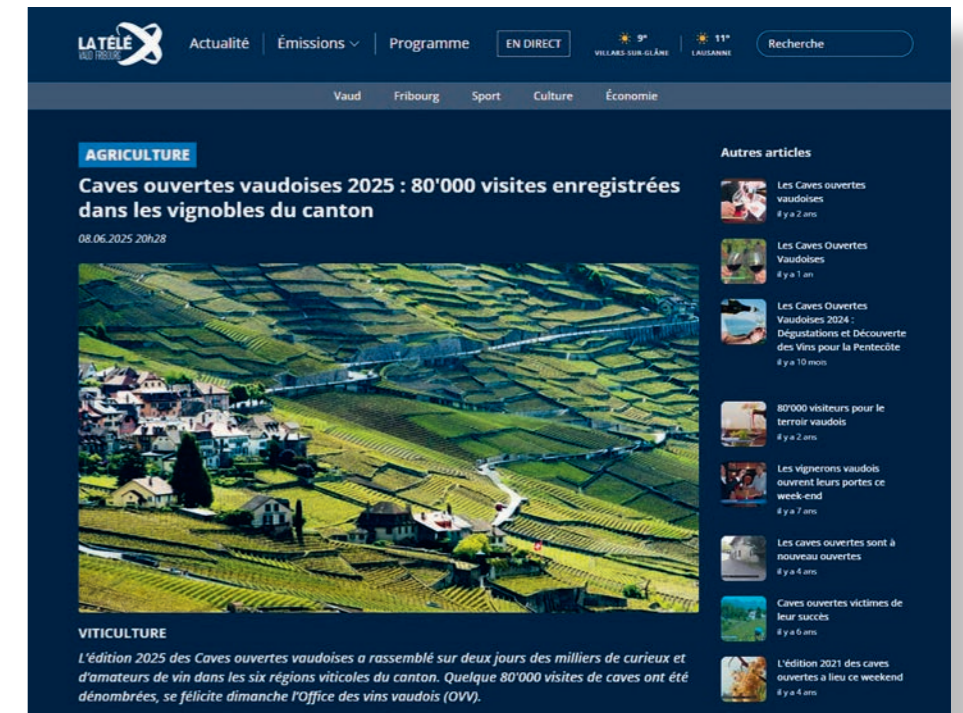 LA TÉLÉ
VAUD FRIBOURG
Actualité
Émissions
Programme
EN DIRECT
9°
VILLARS-SUR-GLÂNE
11°
LAUSANNE
Recherche
Vaud
Fribourg
Sport
Culture
Économie
AGRICULTURE
Caves ouvertes vaudoises 2025 : 80'000 visites enregistrées
dans les vignobles du canton
08.06.2025 20h28
VITICULTURE
L'édition 2025 des Caves ouvertes vaudoises a rassemblé sur deux jours des milliers de curieux et
d'amateurs de vin dans les six régions viticoles du canton. Quelque 80'000 visites de caves ont été
dénombrées, se félicite dimanche l'Office des vins vaudois (OVV).
Autres articles
Les Caves ouvertes
vaudoises
il y a 2 ans
Les Caves Ouvertes
Vaudoises
il y a 1 an
Les Caves Ouvertes
Vaudoises 2024 :
Dégustations et Découverte
des Vins pour la Pentecôte
il y a 10 mois
80'000 visiteurs pour le
terroir vaudois
il y a 2 ans
Les vignerons vaudois
ouvrent leurs portes ce
week-end
il y a 7 ans
Les caves ouvertes sont à
nouveau ouvertes
il y a 4 ans
Caves ouvertes victimes de
leur succès
il y a 6 ans
L'édition 2021 des caves
ouvertes a lieu ce weekend
il y a 4 ans